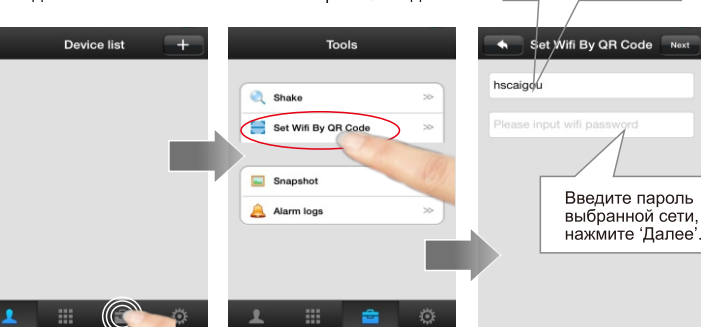 Device list
+
Tools
Shake
Set Wifi By QR Code
Snapshot
Alarm logs
Set Wifi By QR Code
Next
hscaigou
Please input wifi password
Введите пароль
выбранной сети,
нажмите ‘Далее’.